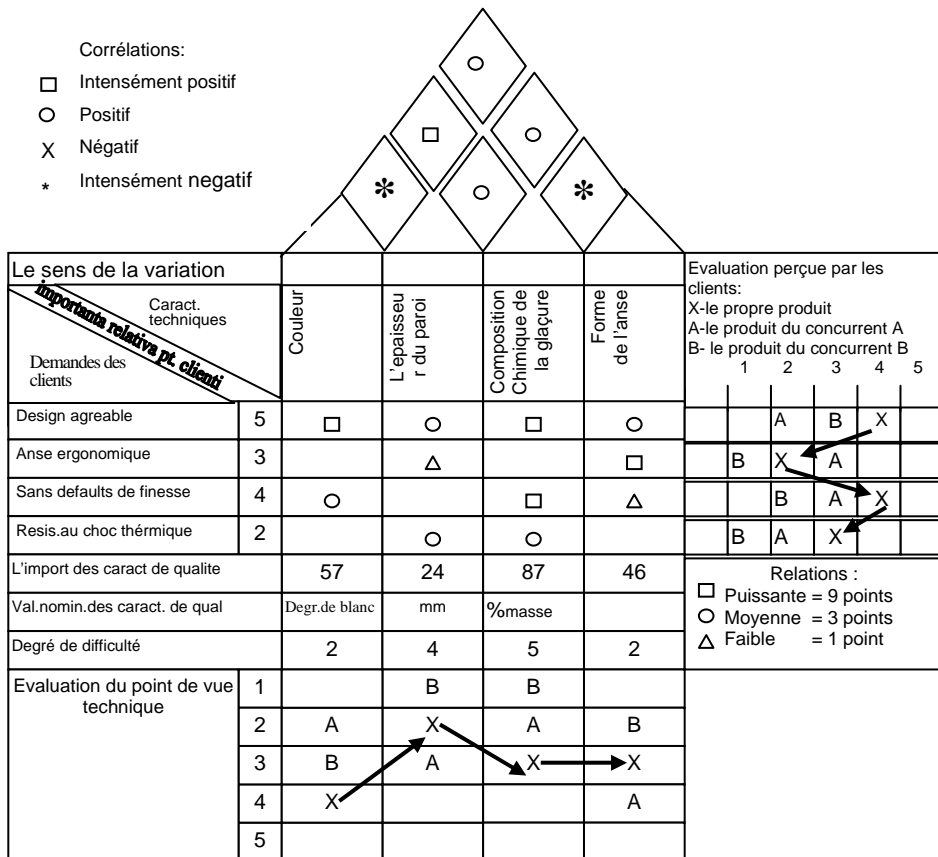 Corrélations:
□ Intensément positif
○ Positif
X Négatif
* Intensément negatif
□ ○
○
* ○ *
Le sens de la variation
importanta relativa pt. clienti
Caract.
techniques
Demandes des
clients
Couleur
L'epaisseu
r du paroi
Composition
Chimique de
la glaçure
Forme
de l'anse
Evaluation perçue par les
clients:
X-le propre produit
A-le produit du concurrent A
B- le produit du concurrent B
1 2 3 4 5
Design agreable 5 □ ○ □ ○ A B X
Anse ergonomique 3 △ □ B X A
Sans defaults de finesse 4 ○ □ △ B A X
Resis.au choc thérmique 2 ○ ○ B A X
L'import des caract de qualite 57 24 87 46
Val.nomin.des caract. de qual Degr.de blanc mm %masse
Degré de difficulté 2 4 5 2
Relations :
□ Puissante = 9 points
○ Moyenne = 3 points
△ Faible = 1 point
Evaluation du point de vue
technique
1 B B
2 A X A B
3 B A X X
4 X A
5